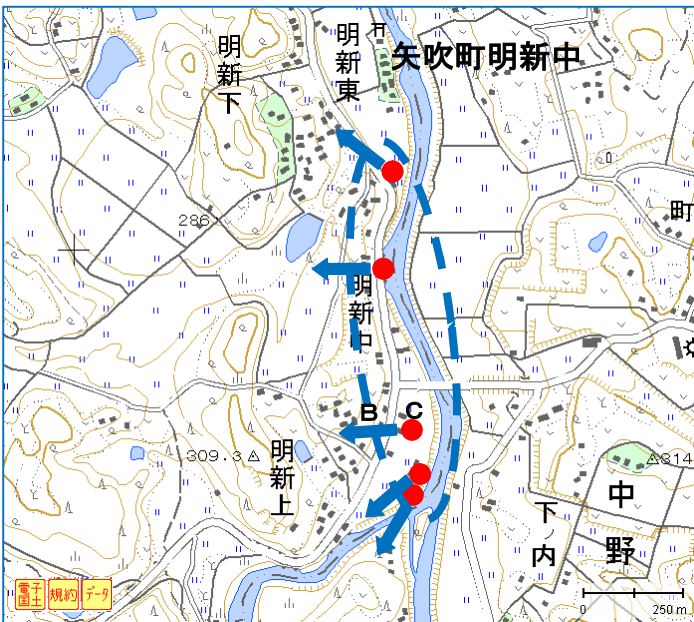 矢吹町明新中
明新東
明新下
286
町
明新中
B
C
明新上
309.3
314
中野
下ノ内
電子国土
規約
データ
0
250 m